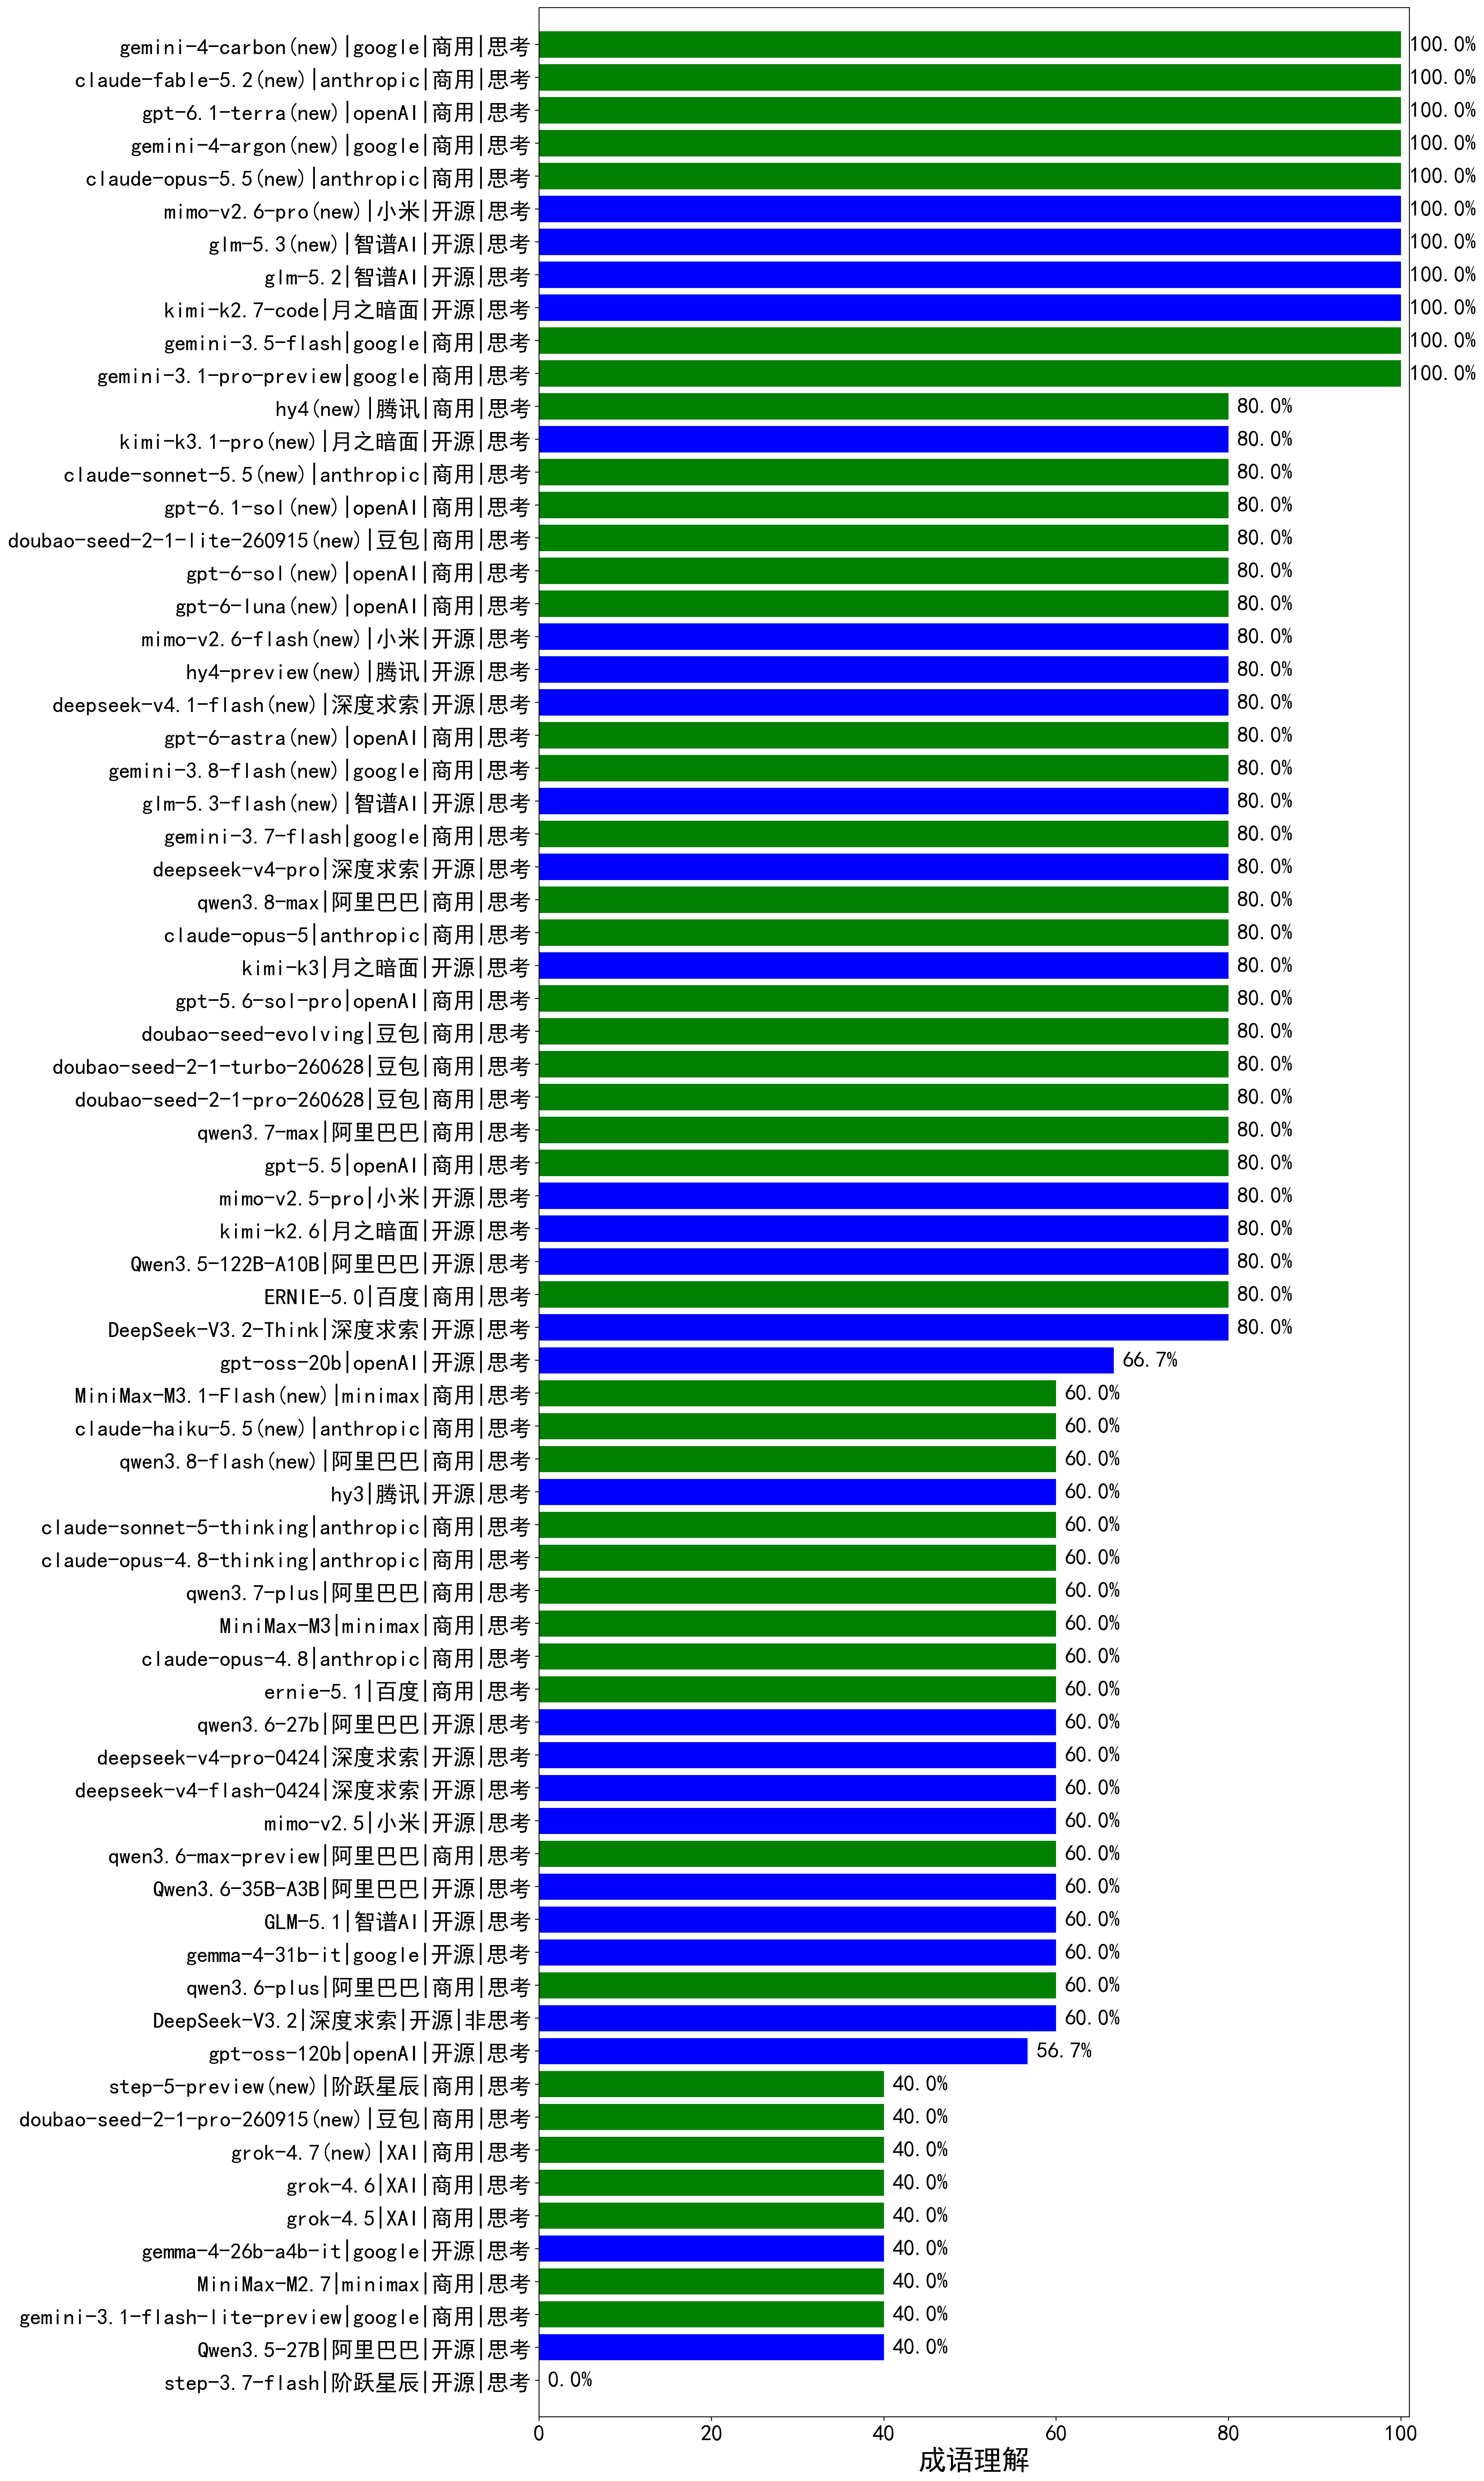 gemini-4-carbon(new)|google|商用|思考 100.0%
claude-fable-5.2(new)|anthropic|商用|思考 100.0%
gpt-6.1-terra(new)|openAI|商用|思考 100.0%
gemini-4-argon(new)|google|商用|思考 100.0%
claude-opus-5.5(new)|anthropic|商用|思考 100.0%
mimo-v2.6-pro(new)|小米|开源|思考 100.0%
glm-5.3(new)|智谱AI|开源|思考 100.0%
glm-5.2|智谱AI|开源|思考 100.0%
kimi-k2.7-code|月之暗面|开源|思考 100.0%
gemini-3.5-flash|google|商用|思考 100.0%
gemini-3.1-pro-preview|google|商用|思考 100.0%
hy4(new)|腾讯|商用|思考 80.0%
kimi-k3.1-pro(new)|月之暗面|开源|思考 80.0%
claude-sonnet-5.5(new)|anthropic|商用|思考 80.0%
gpt-6.1-sol(new)|openAI|商用|思考 80.0%
doubao-seed-2-1-lite-260915(new)|豆包|商用|思考 80.0%
gpt-6-sol(new)|openAI|商用|思考 80.0%
gpt-6-luna(new)|openAI|商用|思考 80.0%
mimo-v2.6-flash(new)|小米|开源|思考 80.0%
hy4-preview(new)|腾讯|开源|思考 80.0%
deepseek-v4.1-flash(new)|深度求索|开源|思考 80.0%
gpt-6-astra(new)|openAI|商用|思考 80.0%
gemini-3.8-flash(new)|google|商用|思考 80.0%
glm-5.3-flash(new)|智谱AI|开源|思考 80.0%
gemini-3.7-flash|google|商用|思考 80.0%
deepseek-v4-pro|深度求索|开源|思考 80.0%
qwen3.8-max|阿里巴巴|商用|思考 80.0%
claude-opus-5|anthropic|商用|思考 80.0%
kimi-k3|月之暗面|开源|思考 80.0%
gpt-5.6-sol-pro|openAI|商用|思考 80.0%
doubao-seed-evolving|豆包|商用|思考 80.0%
doubao-seed-2-1-turbo-260628|豆包|商用|思考 80.0%
doubao-seed-2-1-pro-260628|豆包|商用|思考 80.0%
qwen3.7-max|阿里巴巴|商用|思考 80.0%
gpt-5.5|openAI|商用|思考 80.0%
mimo-v2.5-pro|小米|开源|思考 80.0%
kimi-k2.6|月之暗面|开源|思考 80.0%
Qwen3.5-122B-A10B|阿里巴巴|开源|思考 80.0%
ERNIE-5.0|百度|商用|思考 80.0%
DeepSeek-V3.2-Think|深度求索|开源|思考 80.0%
gpt-oss-20b|openAI|开源|思考 66.7%
MiniMax-M3.1-Flash(new)|minimax|商用|思考 60.0%
claude-haiku-5.5(new)|anthropic|商用|思考 60.0%
qwen3.8-flash(new)|阿里巴巴|商用|思考 60.0%
hy3|腾讯|开源|思考 60.0%
claude-sonnet-5-thinking|anthropic|商用|思考 60.0%
claude-opus-4.8-thinking|anthropic|商用|思考 60.0%
qwen3.7-plus|阿里巴巴|商用|思考 60.0%
MiniMax-M3|minimax|商用|思考 60.0%
claude-opus-4.8|anthropic|商用|思考 60.0%
ernie-5.1|百度|商用|思考 60.0%
qwen3.6-27b|阿里巴巴|开源|思考 60.0%
deepseek-v4-pro-0424|深度求索|开源|思考 60.0%
deepseek-v4-flash-0424|深度求索|开源|思考 60.0%
mimo-v2.5|小米|开源|思考 60.0%
qwen3.6-max-preview|阿里巴巴|商用|思考 60.0%
Qwen3.6-35B-A3B|阿里巴巴|开源|思考 60.0%
GLM-5.1|智谱AI|开源|思考 60.0%
gemma-4-31b-it|google|开源|思考 60.0%
qwen3.6-plus|阿里巴巴|商用|思考 60.0%
DeepSeek-V3.2|深度求索|开源|非思考 60.0%
gpt-oss-120b|openAI|开源|思考 56.7%
step-5-preview(new)|阶跃星辰|商用|思考 40.0%
doubao-seed-2-1-pro-260915(new)|豆包|商用|思考 40.0%
grok-4.7(new)|XAI|商用|思考 40.0%
grok-4.6|XAI|商用|思考 40.0%
grok-4.5|XAI|商用|思考 40.0%
gemma-4-26b-a4b-it|google|开源|思考 40.0%
MiniMax-M2.7|minimax|商用|思考 40.0%
gemini-3.1-flash-lite-preview|google|商用|思考 40.0%
Qwen3.5-27B|阿里巴巴|开源|思考 40.0%
step-3.7-flash|阶跃星辰|开源|思考 0.0%
0 20 40 60 80 100
成语理解